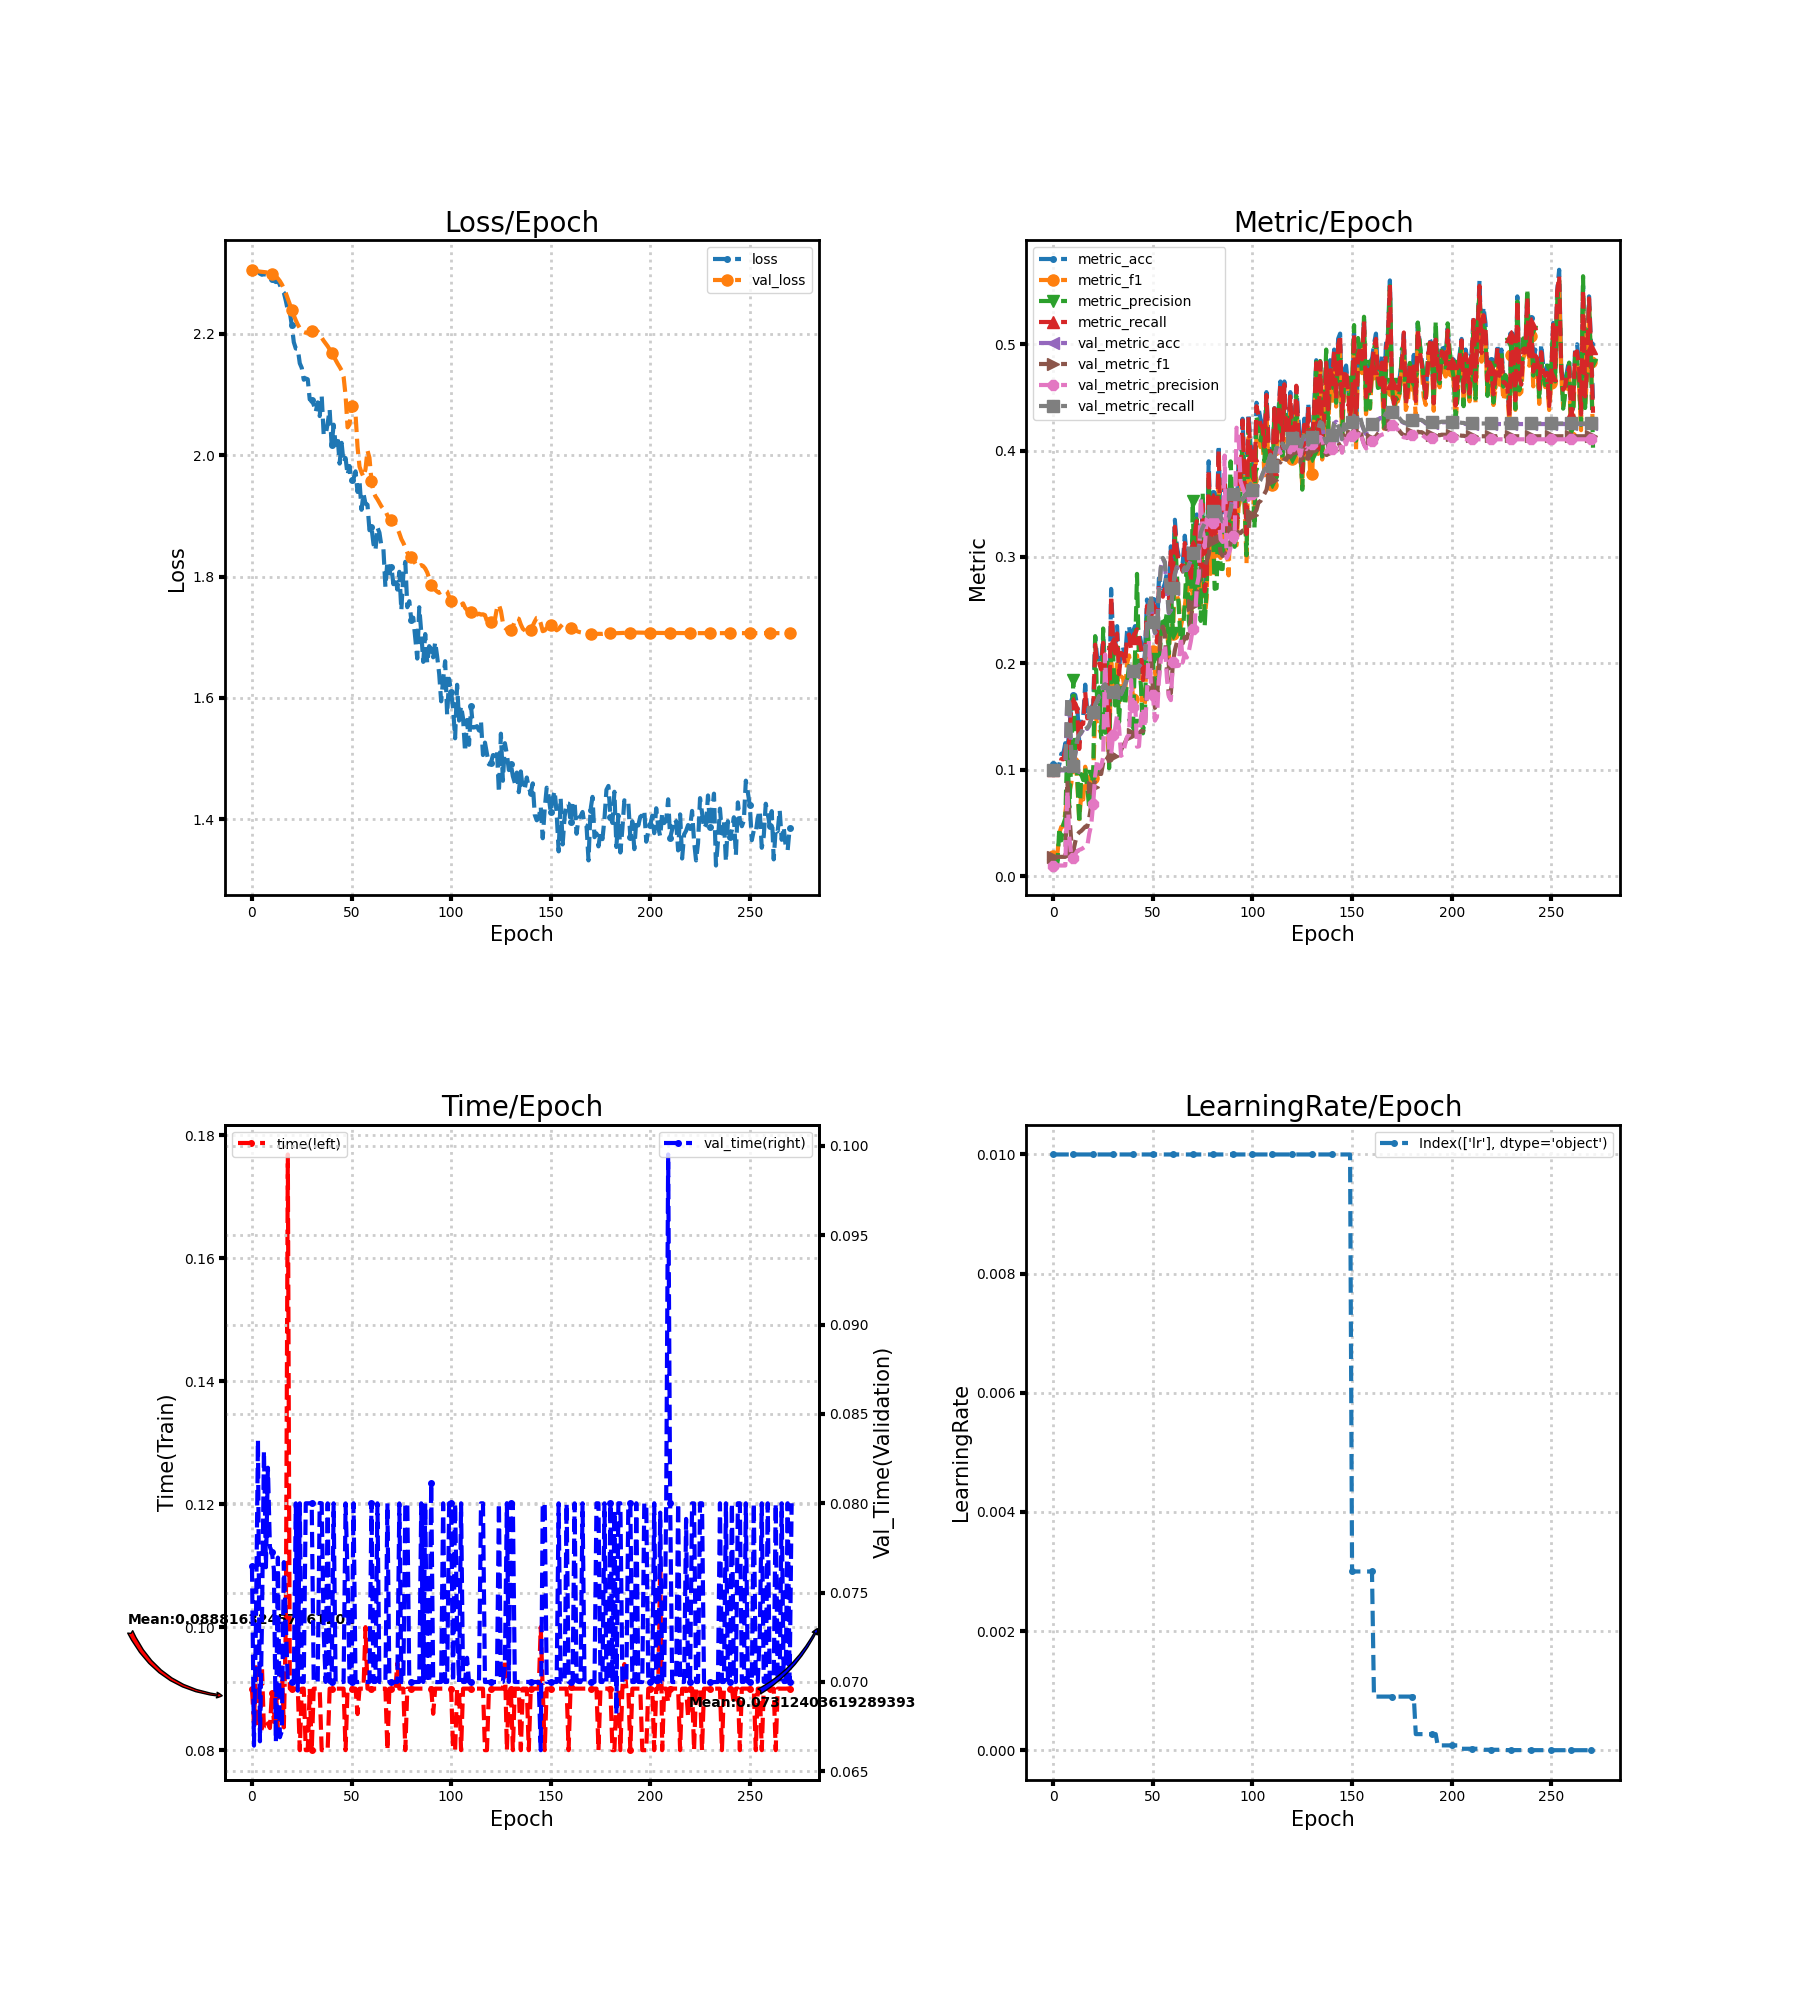 Loss/Epoch
loss
val_loss
2.2
2.0
1.8
1.6
1.4
Loss
0
50
100
150
200
250
Epoch
Metric/Epoch
metric_acc
metric_f1
metric_precision
metric_recall
val_metric_acc
val_metric_f1
val_metric_precision
val_metric_recall
0.5
0.4
0.3
0.2
0.1
0.0
Metric
0
50
100
150
200
250
Epoch
Time/Epoch
time(left)
val_time(right)
0.18
0.16
0.14
0.12
0.10
0.08
Time(Train)
0.100
0.095
0.090
0.085
0.080
0.075
0.070
0.065
Val_Time(Validation)
Mean:0.07312403619289393
0
50
100
150
200
250
Epoch
LearningRate/Epoch
Index(['lr'], dtype='object')
0.010
0.008
0.006
0.004
0.002
0.000
LearningRate
0
50
100
150
200
250
Epoch